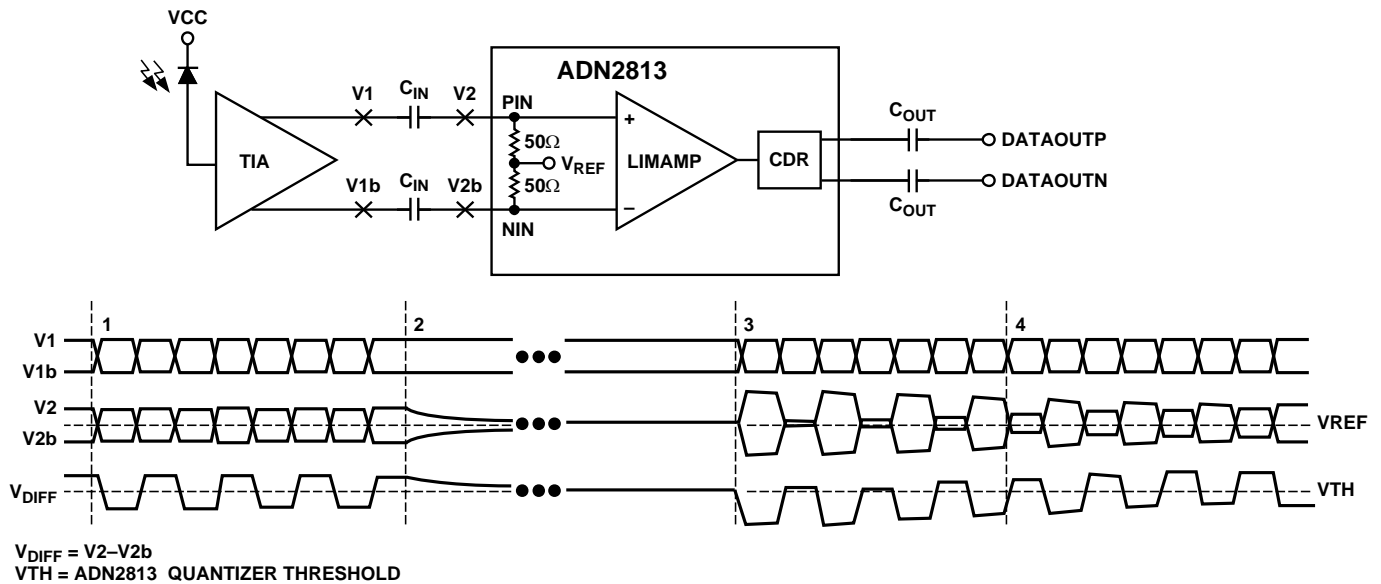 VCC
ADN2813
V1 CIN V2 PIN COUT
+
50Ω
TIA VREF LIMAMP CDR DATAOUTP
50Ω
DATAOUTN
V1b CIN V2b − COUT
NIN
1 2 3 4
V1
V1b
V2
VREF
V2b
VDIFF VTH
VDIFF = V2–V2b
VTH = ADN2813 QUANTIZER THRESHOLD